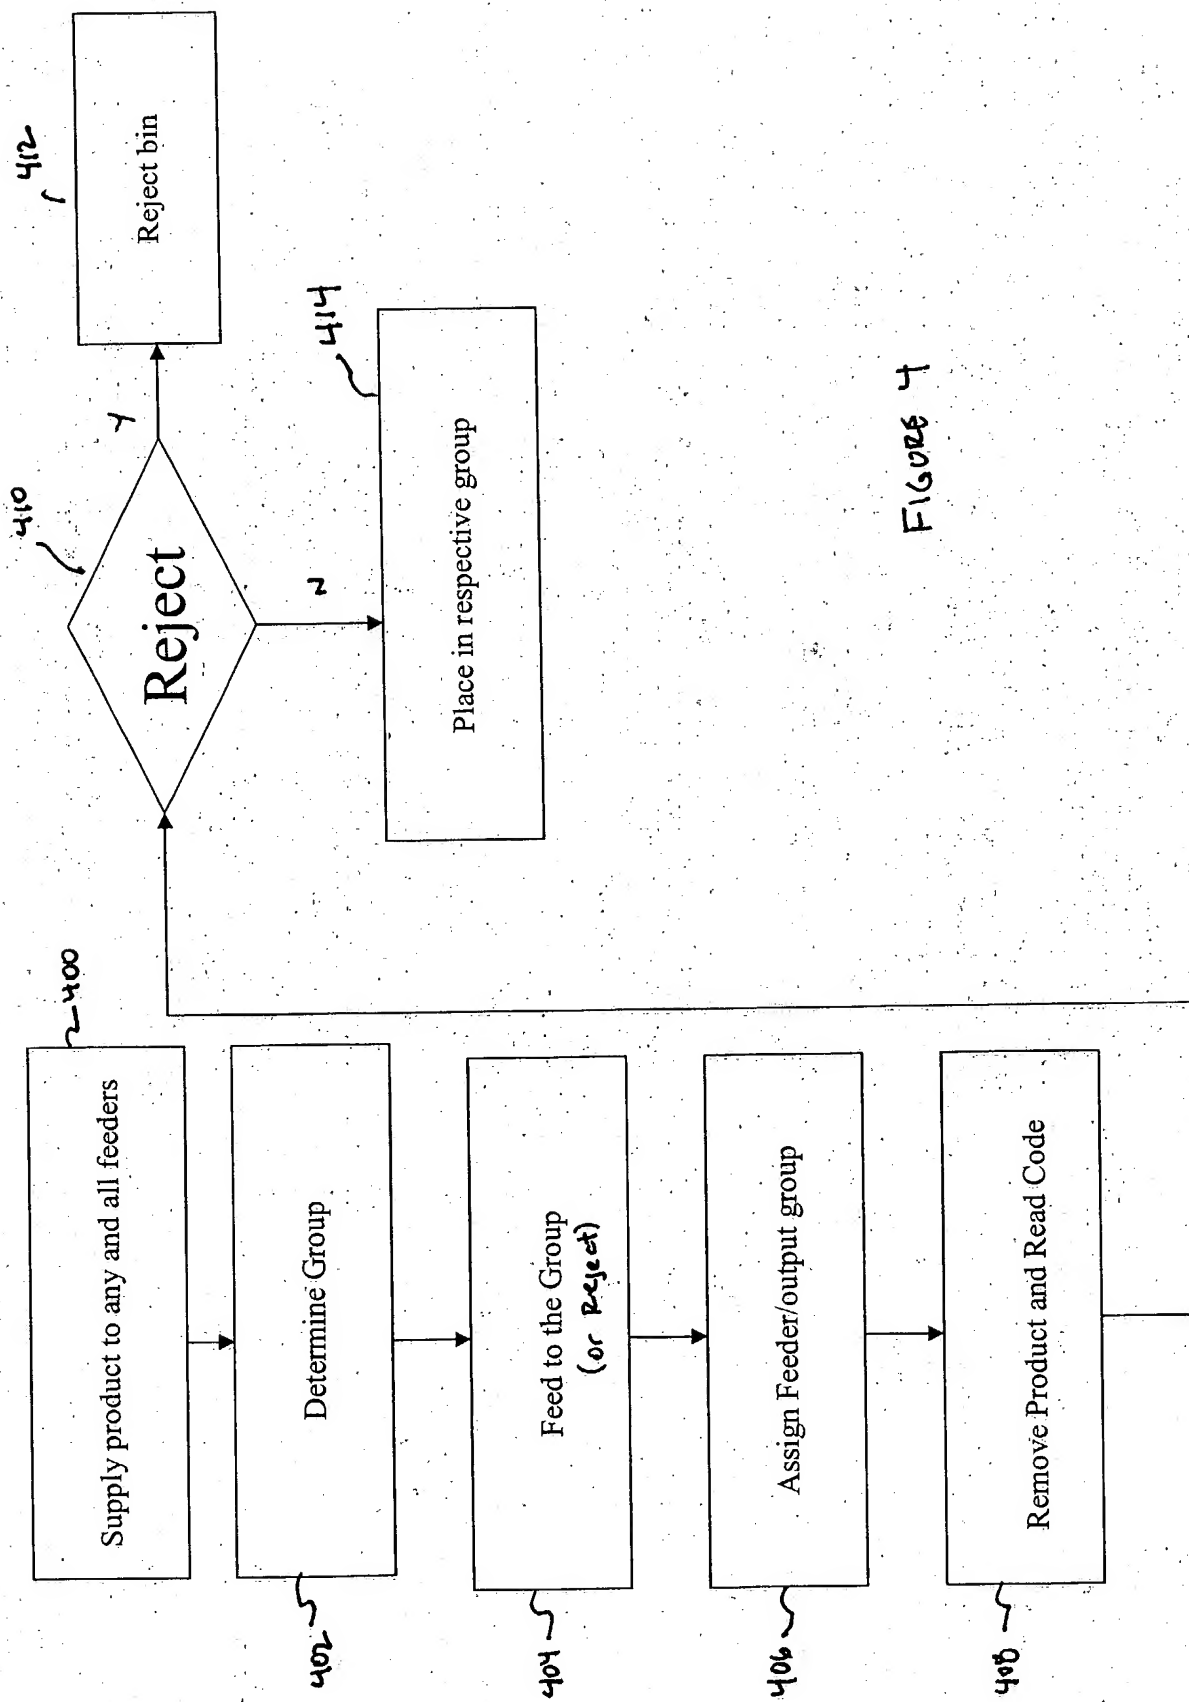 400
Supply product to any and all feeders
402
Determine Group
404
Feed to the Group
(or Reject)
406
Assign Feeder/output group
408
Remove Product and Read Code
410
Reject
Y
412
Reject bin
N
414
Place in respective group
FIGURE 4